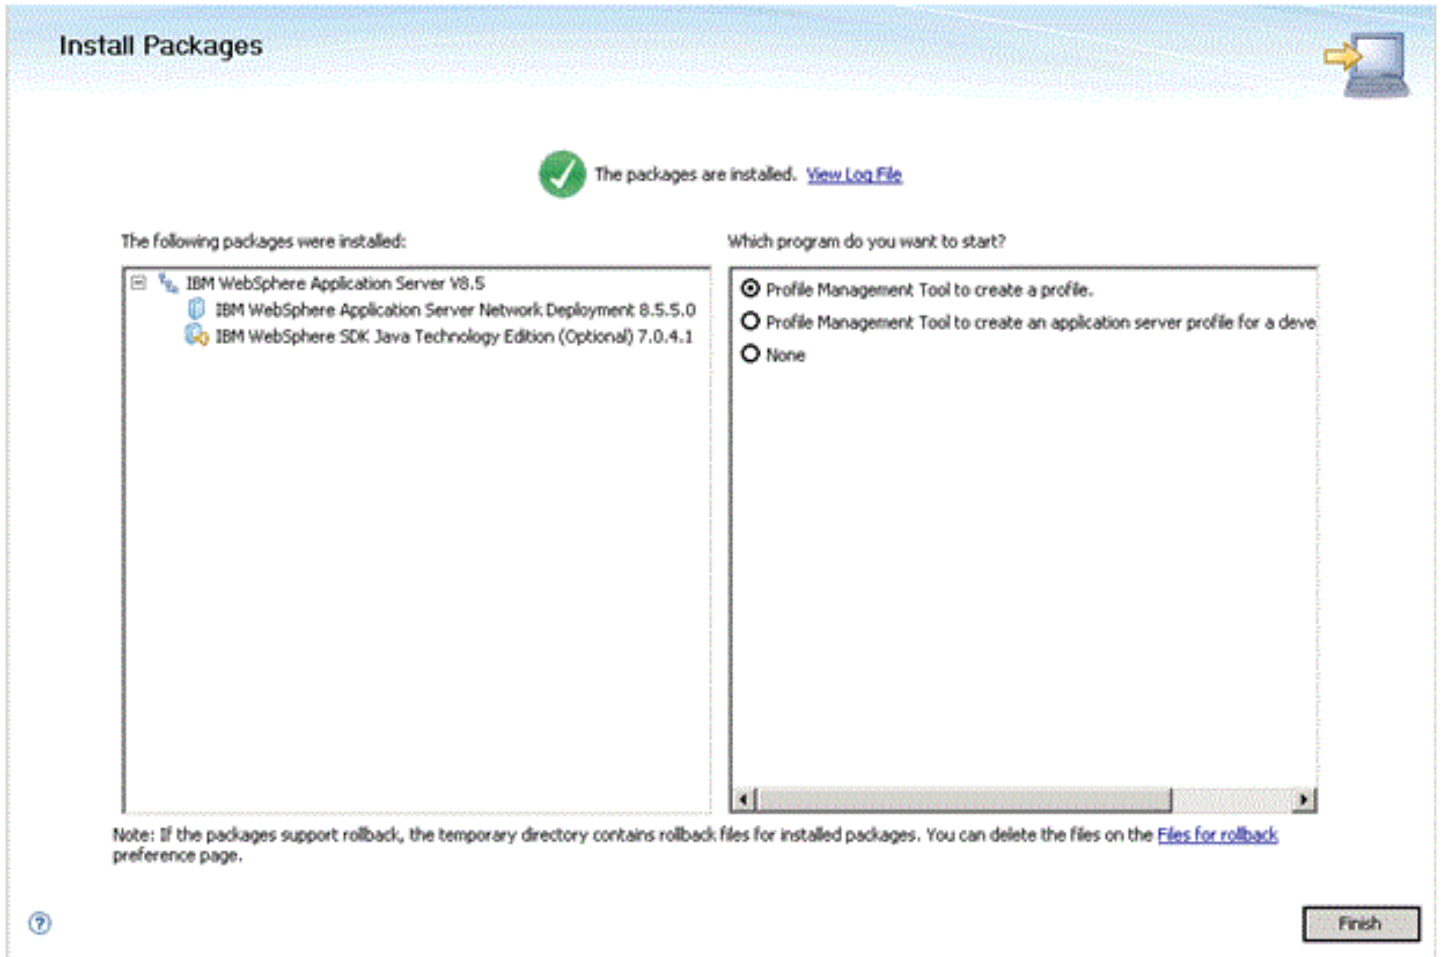 Install Packages
The packages are installed. View Log File
The following packages were installed:
IBM WebSphere Application Server V8.5
IBM WebSphere Application Server Network Deployment 8.5.5.0
IBM WebSphere SDK Java Technology Edition (Optional) 7.0.4.1
Which program do you want to start?
Profile Management Tool to create a profile.
Profile Management Tool to create an application server profile for a deve
None
Note: If the packages support rollback, the temporary directory contains rollback files for installed packages. You can delete the files on the Files for rollback
preference page.
?
Finish